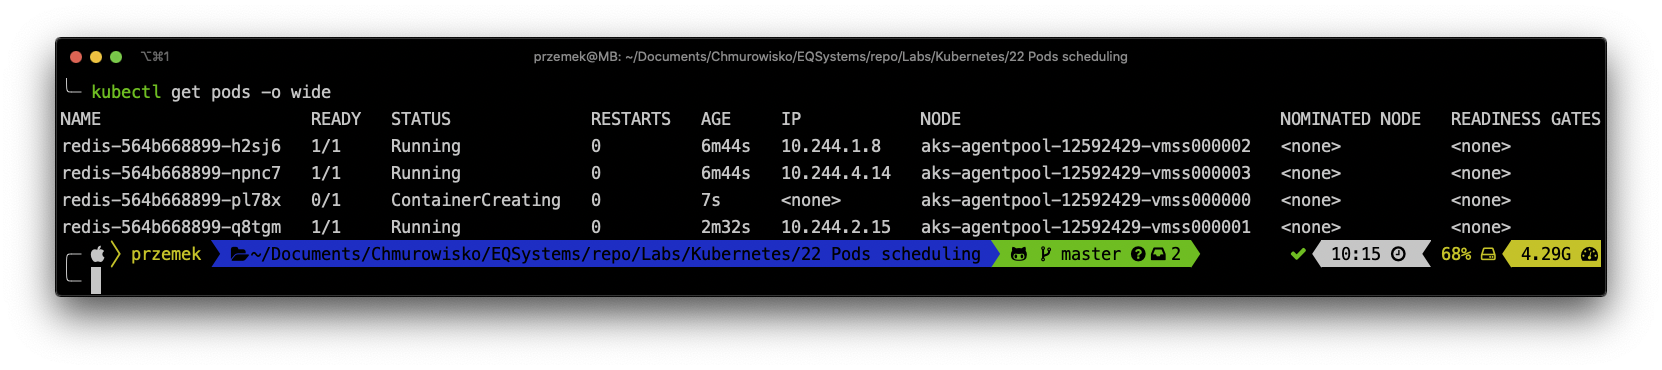 ⌥⌘1 przemek@MB: ~/Documents/Chmurowisko/EQSystems/repo/Labs/Kubernetes/22 Pods scheduling
kubectl get pods -o wide
NAME READY STATUS RESTARTS AGE IP NODE NOMINATED NODE READINESS GATES
redis-564b668899-h2sj6 1/1 Running 0 6m44s 10.244.1.8 aks-agentpool-12592429-vmss000002 <none> <none>
redis-564b668899-npnc7 1/1 Running 0 6m44s 10.244.4.14 aks-agentpool-12592429-vmss000003 <none> <none>
redis-564b668899-pl78x 0/1 ContainerCreating 0 7s <none> aks-agentpool-12592429-vmss000000 <none> <none>
redis-564b668899-q8tgm 1/1 Running 0 2m32s 10.244.2.15 aks-agentpool-12592429-vmss000001 <none> <none>
przemek ~/Documents/Chmurowisko/EQSystems/repo/Labs/Kubernetes/22 Pods scheduling master ? 2 ✔ 10:15 68% 4.29G